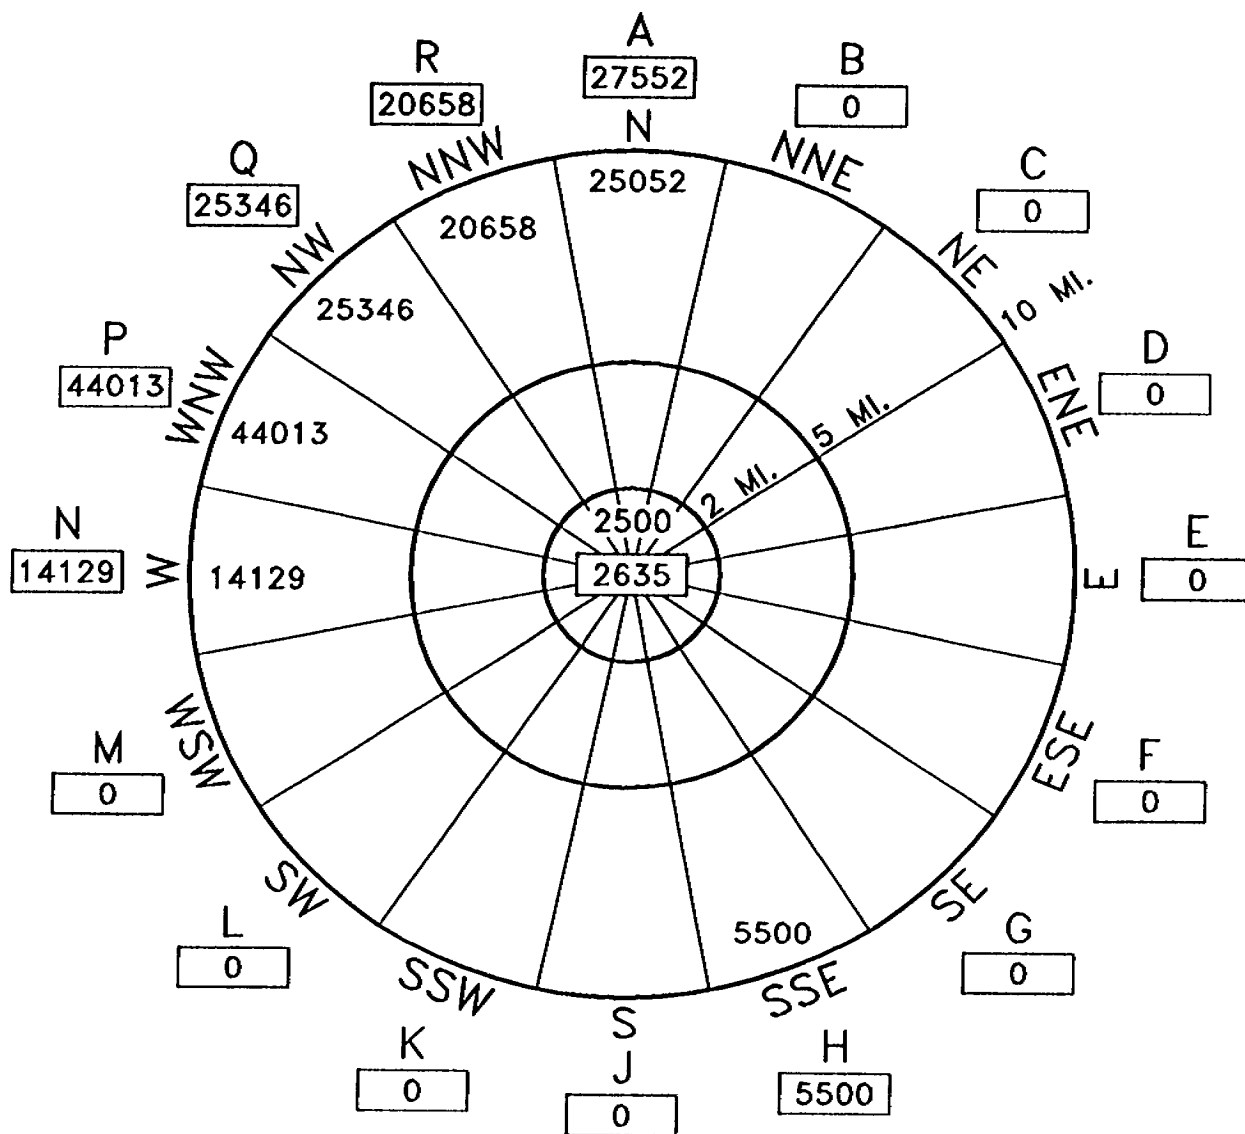 A
27552
N
R
20658
NNW
B
0
NNE
Q
25346
NW
C
0
NE
10 MI.
25052
20658
25346
P
44013
WNW
44013
D
0
ENE
5 MI.
2 MI.
2500
N
14129
W
14129
2635
E
E
0
M
0
WSW
ESE
F
0
SW
L
0
SE
G
0
5500
SSW
K
0
S
J
0
SSE
H
5500